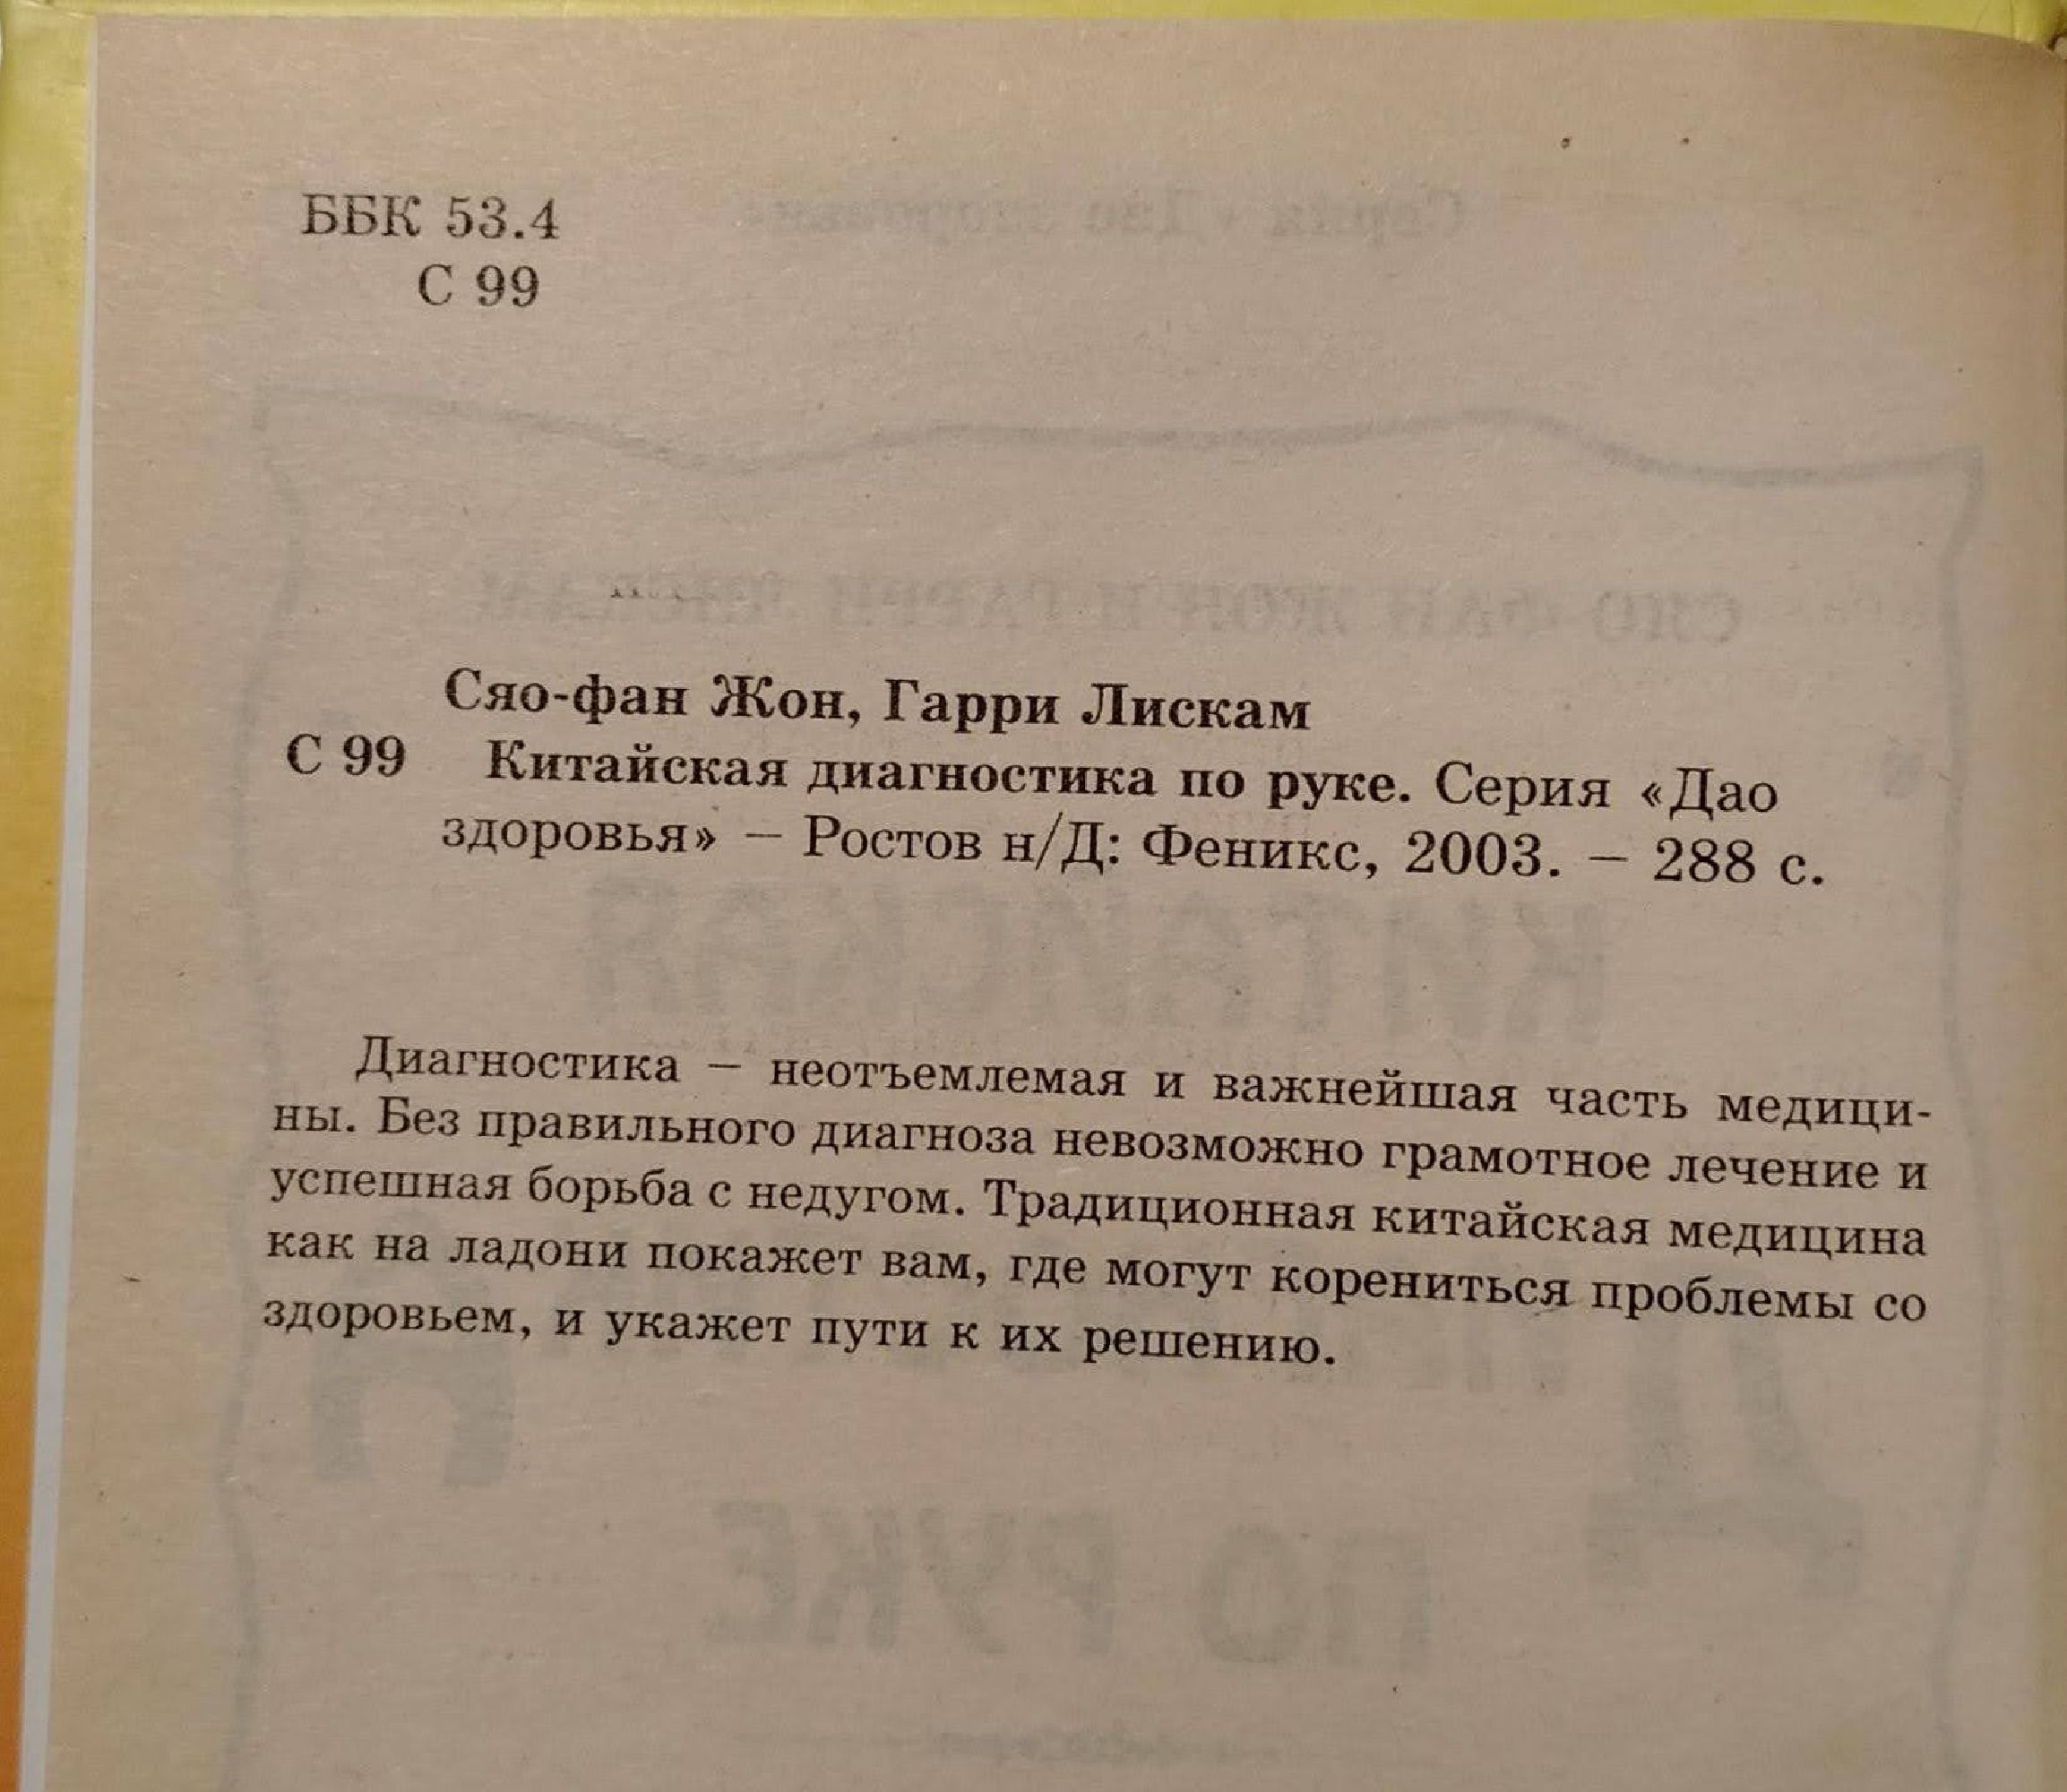 ББК 53.4
С 99
Сяо-фан Жон, Гарри Лискам
С 99 Китайская диагностика по руке. Серия «Дао
здоровья» — Ростов н/Д: Феникс, 2003. — 288 с.
Диагностика — неотъемлемая и важнейшая часть медици-
ны. Без правильного диагноза невозможно грамотное лечение и
успешная борьба с недугом. Традиционная китайская медицина
как на ладони покажет вам, где могут корениться проблемы со
здоровьем, и укажет пути к их решению.